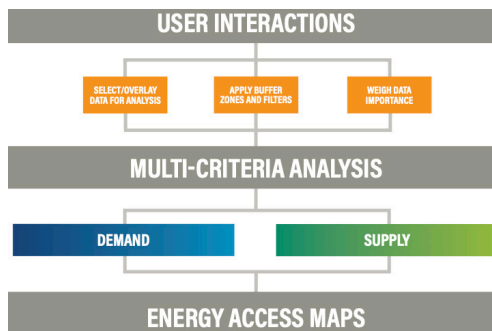 USER INTERACTIONS
SELECT/OVERLAY
DATA FOR ANALYSIS
APPLY BUFFER
ZONES AND FILTERS
WEIGH DATA
IMPORTANCE
MULTI-CRITERIA ANALYSIS
DEMAND
SUPPLY
ENERGY ACCESS MAPS